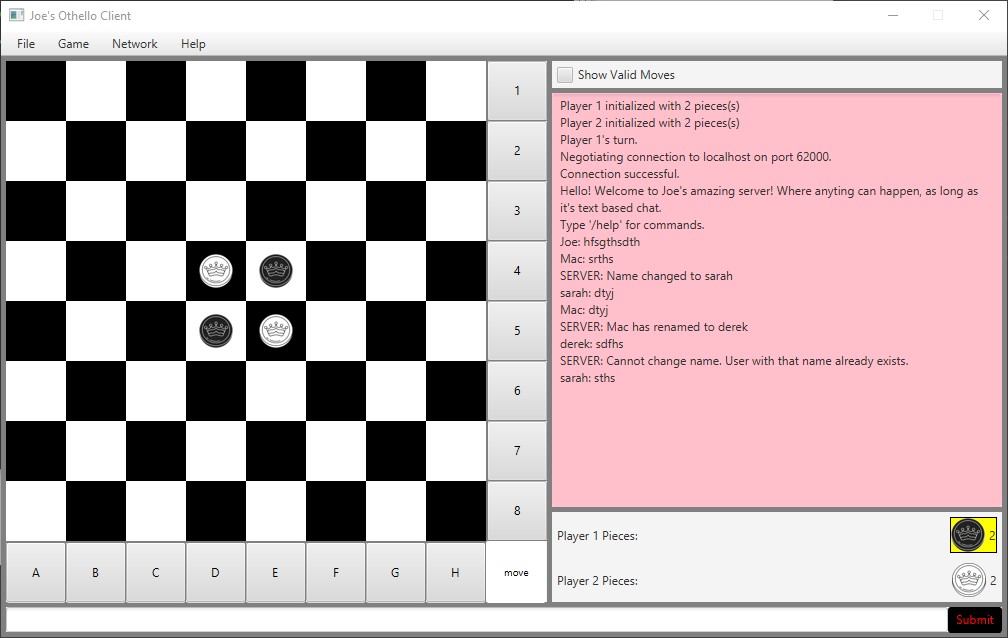 Joe's Othello Client
File Game Network Help
1
2
3
4
5
6
7
8
A B C D E F G H move
Show Valid Moves
Player 1 initialized with 2 pieces(s)
Player 2 initialized with 2 pieces(s)
Player 1's turn.
Negotiating connection to localhost on port 62000.
Connection successful.
Hello! Welcome to Joe's amazing server! Where anyting can happen, as long as
it's text based chat.
Type '/help' for commands.
Joe: hfsgthsdth
Mac: srths
SERVER: Name changed to sarah
sarah: dtyj
Mac: dtyj
SERVER: Mac has renamed to derek
derek: sdfhs
SERVER: Cannot change name. User with that name already exists.
sarah: sths
Player 1 Pieces: 2
Player 2 Pieces: 2
Submit